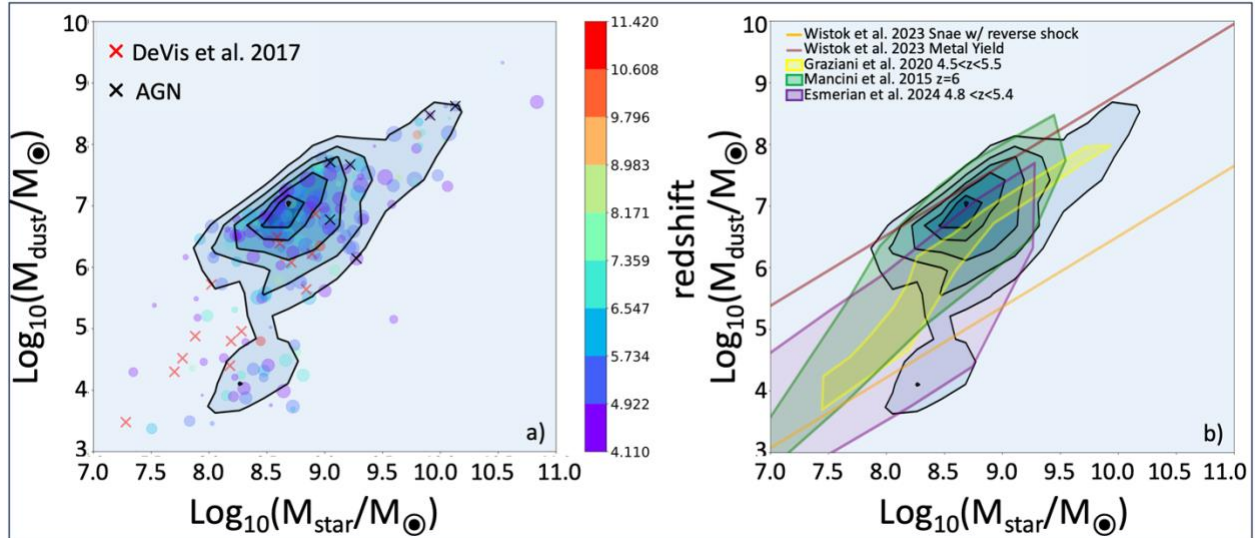 10
9
8
7
6
5
4
3
Log10(Mdust/M☉)
× DeVis et al. 2017
× AGN
a)
7.0 7.5 8.0 8.5 9.0 9.5 10.0 10.5 11.0
Log10(Mstar/M☉)
11.420
10.608
9.796
8.983
8.171
7.359
6.547
5.734
4.922
4.110
redshift
10
9
8
7
6
5
4
3
Log10(Mdust/M☉)
Wistok et al. 2023 Snae w/ reverse shock
Wistok et al. 2023 Metal Yield
Graziani et al. 2020 4.5<z<5.5
Mancini et al. 2015 z=6
Esmerian et al. 2024 4.8 <z<5.4
b)
7.0 7.5 8.0 8.5 9.0 9.5 10.0 10.5 11.0
Log10(Mstar/M☉)